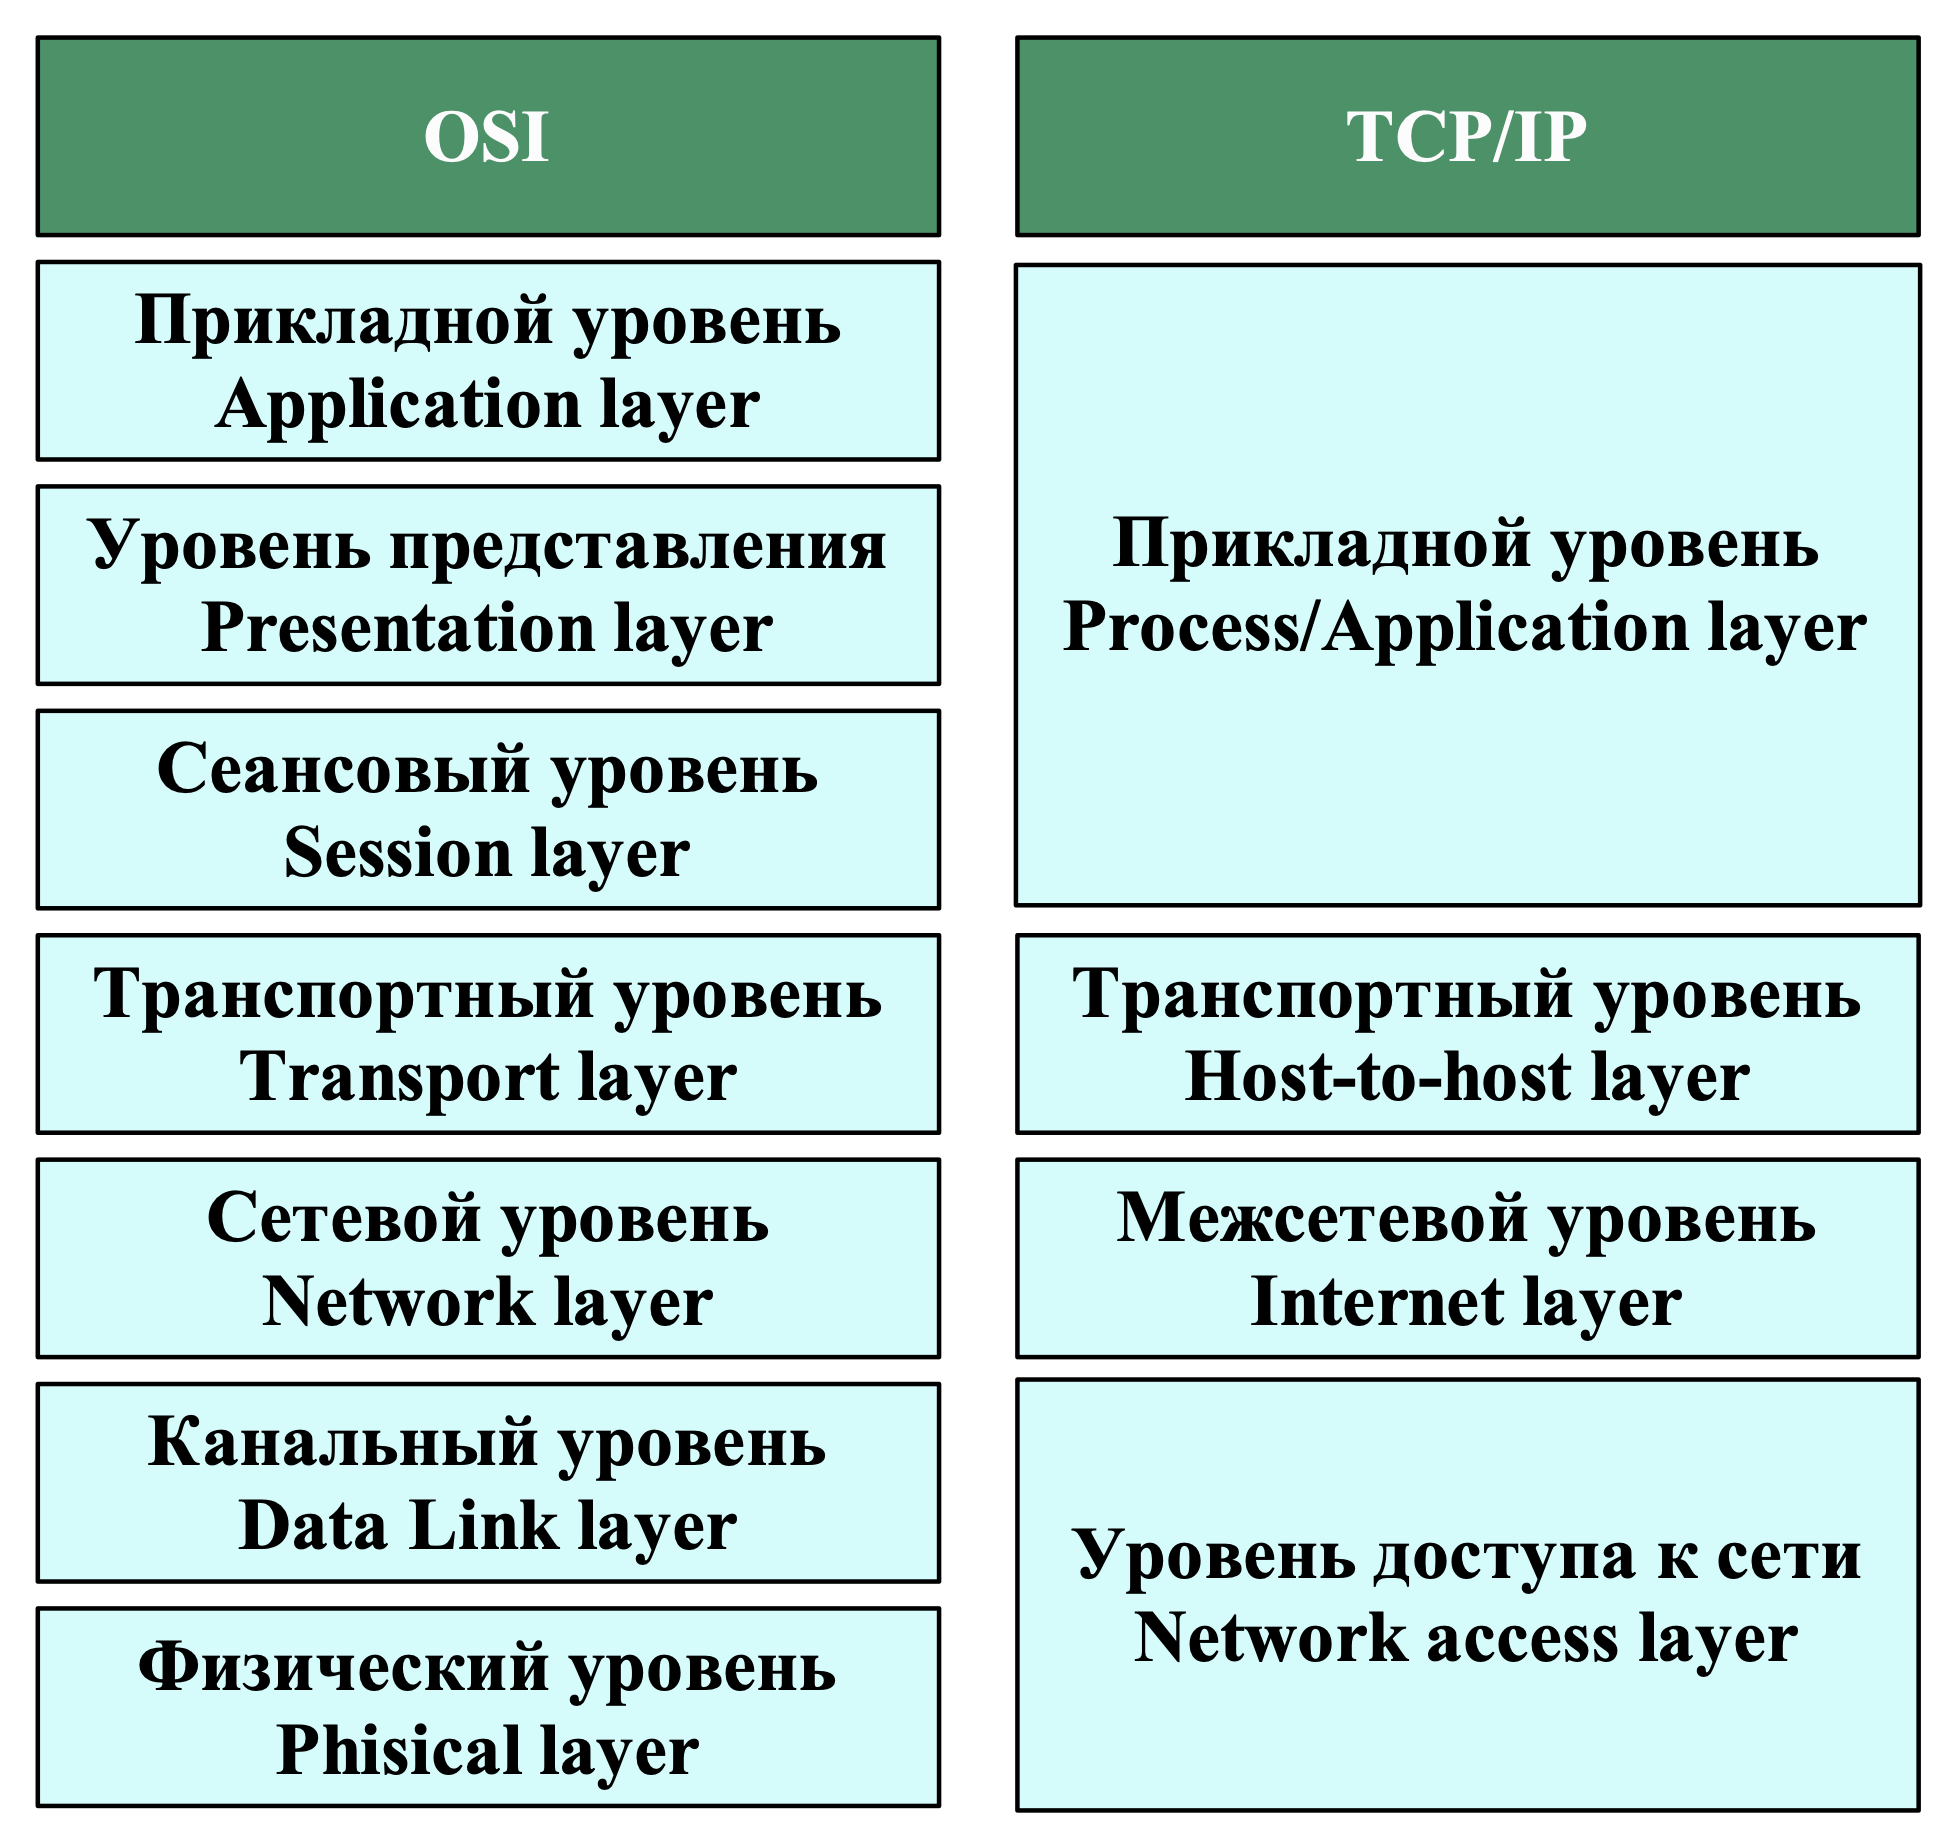 OSI
Прикладной уровень
Application layer
Уровень представления
Presentation layer
Сеансовый уровень
Session layer
Транспортный уровень
Transport layer
Сетевой уровень
Network layer
Канальный уровень
Data Link layer
Физический уровень
Phisical layer
TCP/IP
Прикладной уровень
Process/Application layer
Транспортный уровень
Host-to-host layer
Межсетевой уровень
Internet layer
Уровень доступа к сети
Network access layer